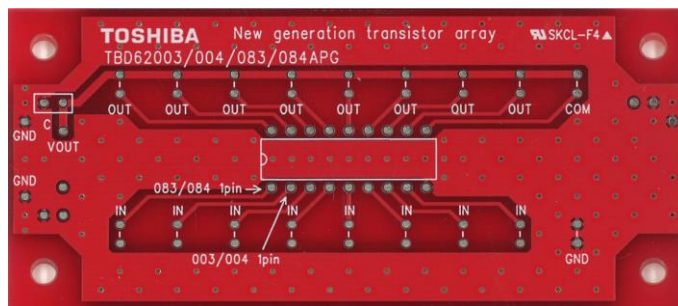 TOSHIBA New generation transistor array SKCL-F4
TBD62003/004/083/084APG
OUT OUT OUT OUT OUT OUT OUT OUT COM
GND
C
VOUT
GND
083/084 1pin
IN IN IN IN IN IN IN IN
003/004 1pin
GND